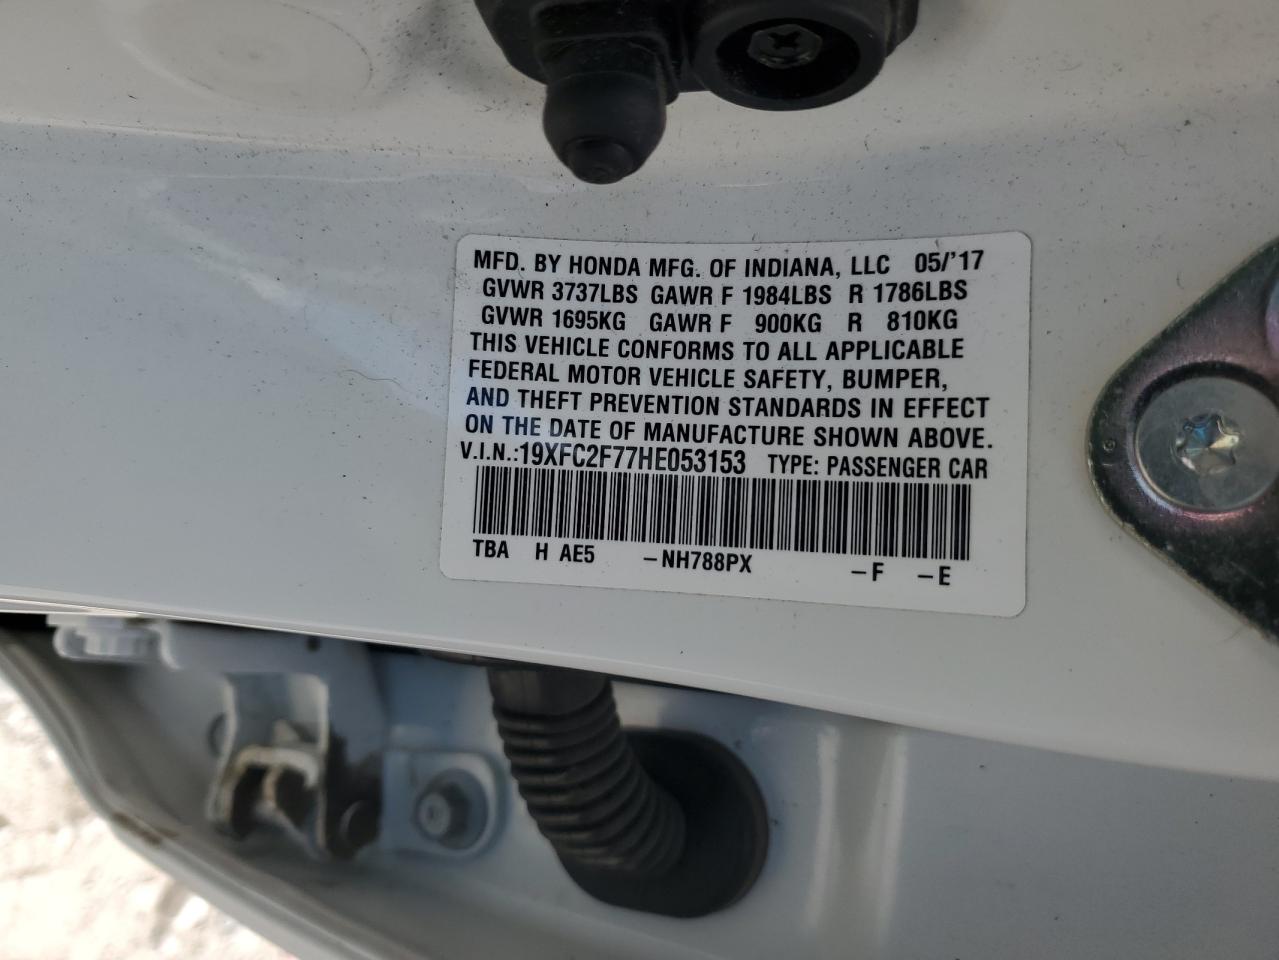 MFD. BY HONDA MFG. OF INDIANA, LLC 05/'17
GVWR 3737LBS GAWR F 1984LBS R 1786LBS
GVWR 1695KG GAWR F 900KG R 810KG
THIS VEHICLE CONFORMS TO ALL APPLICABLE
FEDERAL MOTOR VEHICLE SAFETY, BUMPER,
AND THEFT PREVENTION STANDARDS IN EFFECT
ON THE DATE OF MANUFACTURE SHOWN ABOVE.
V.I.N.:19XFC2F77HE053153 TYPE: PASSENGER CAR
TBA H AE5 –NH788PX –F –E